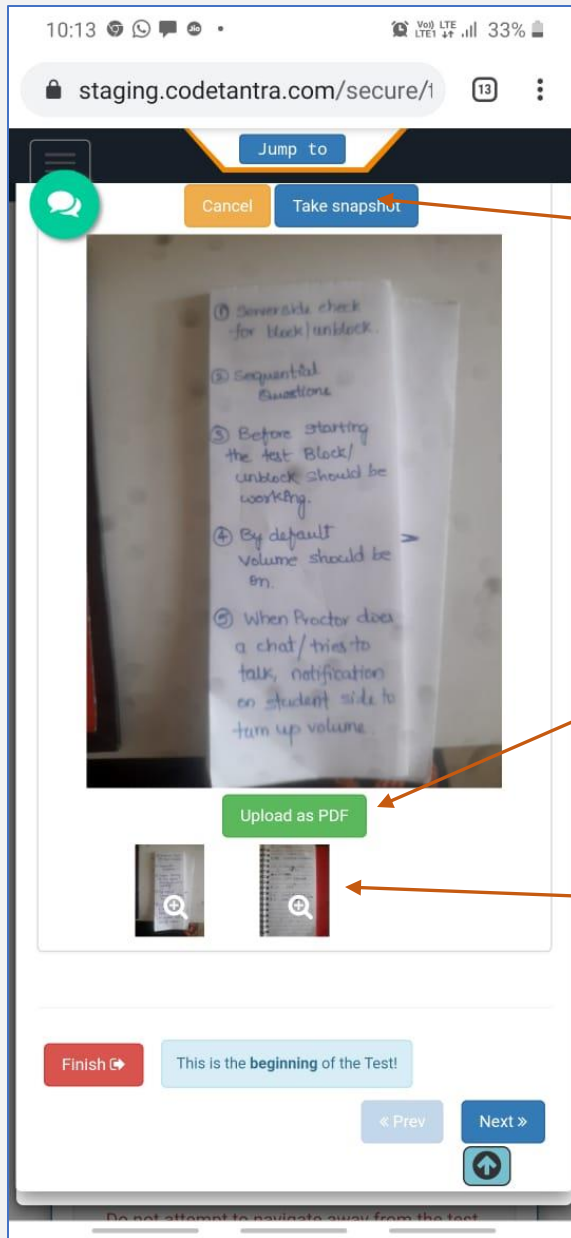 10:13
Voo) LTE
LTE1 33%
staging.codetantra.com/secure/t
13
Jump to
Cancel Take snapshot
① Serverside check
for block/unblock.
② Sequential
Questions
③ Before starting
the test Block/
unblock should be
working.
④ By default
volume should be
on.
⑤ When Proctor does
a chat/tries to
talk, notification
on student side to
turn up volume.
Upload as PDF
Finish
This is the beginning of the Test!
« Prev
Next »
Do not attempt to navigate away from the test